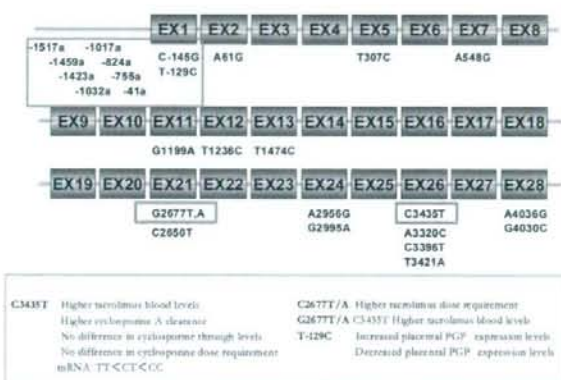 EX1 EX2 EX3 EX4 EX5 EX6 EX7 EX8
-1517a -1017a
-1459a -824a
-1423a -755a
-1032a -41a
C-145G A61G T307C A548G
T-129C
EX9 EX10 EX11 EX12 EX13 EX14 EX15 EX16 EX17 EX18
G1199A T1236C T1474C
EX19 EX20 EX21 EX22 EX23 EX24 EX25 EX26 EX27 EX28
G2677T,A A2956G C3435T A4036G
C2650T G2995A A3320C G4030C
C3396T
T3421A
C3435T Higher tacrolimus blood levels
Higher cyclosporine A clearance
No difference in cyclosporine through levels
No difference in cyclosporine dose requirement
mRNA TT<CT<CC
C2677T/A Higher tacrolimus dose requirement
G2677T/A C3435T Higher tacrolimus blood levels
T-129C Increased placental PGP expression levels
Decreased placental PGP expression levels